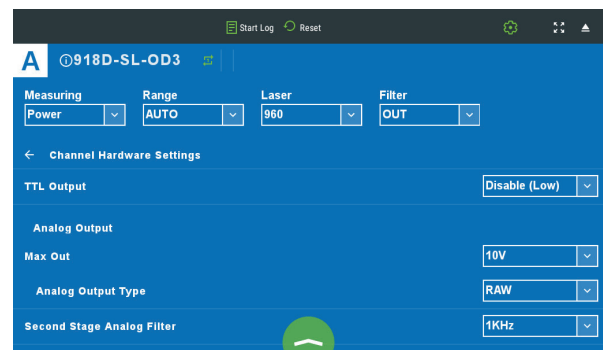 Start Log Reset
A 918D-SL-OD3
Measuring Range Laser Filter
Power AUTO 960 OUT
Channel Hardware Settings
TTL Output Disable (Low)
Analog Output
Max Out 10V
Analog Output Type RAW
Second Stage Analog Filter 1KHz